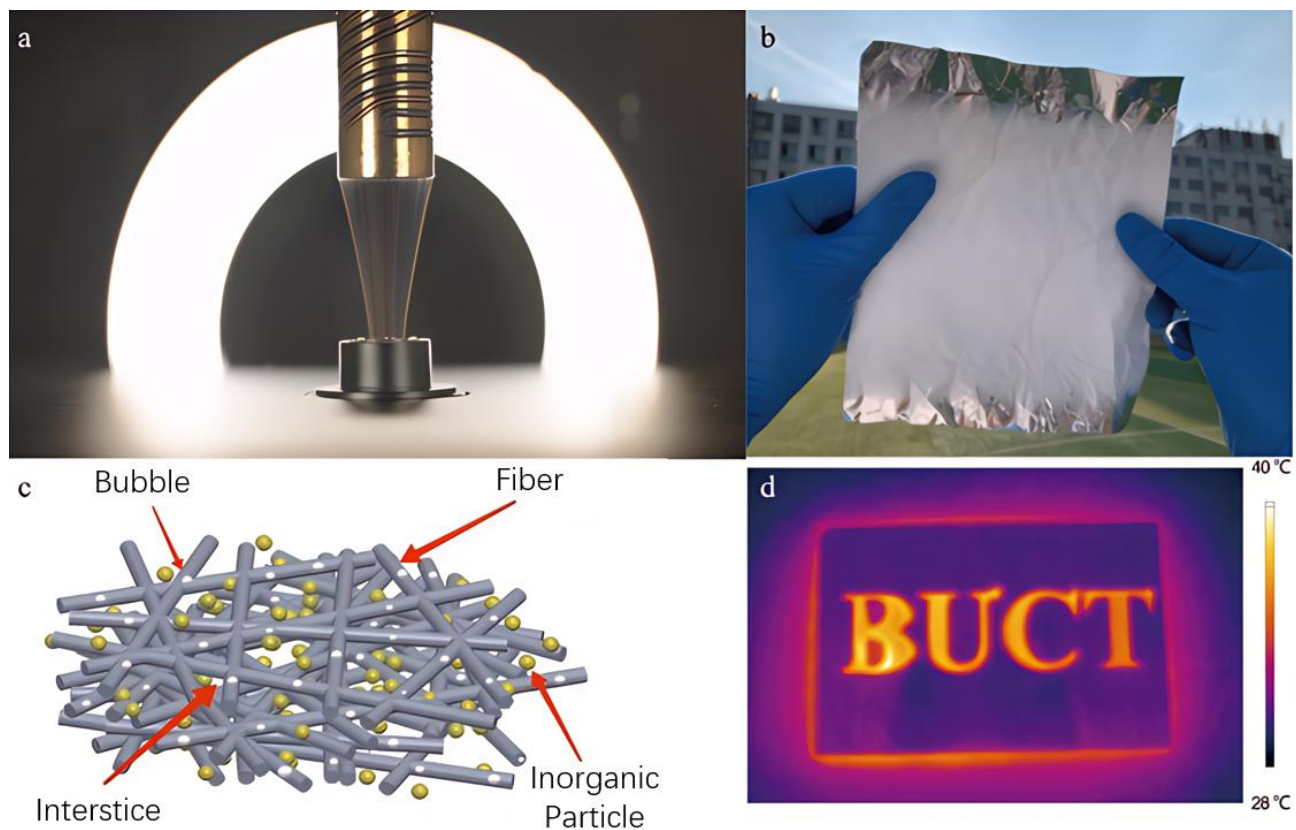 a
b
c
Bubble
Fiber
Interstice
Inorganic
Particle
d
BUCT
40 ℃
28 ℃